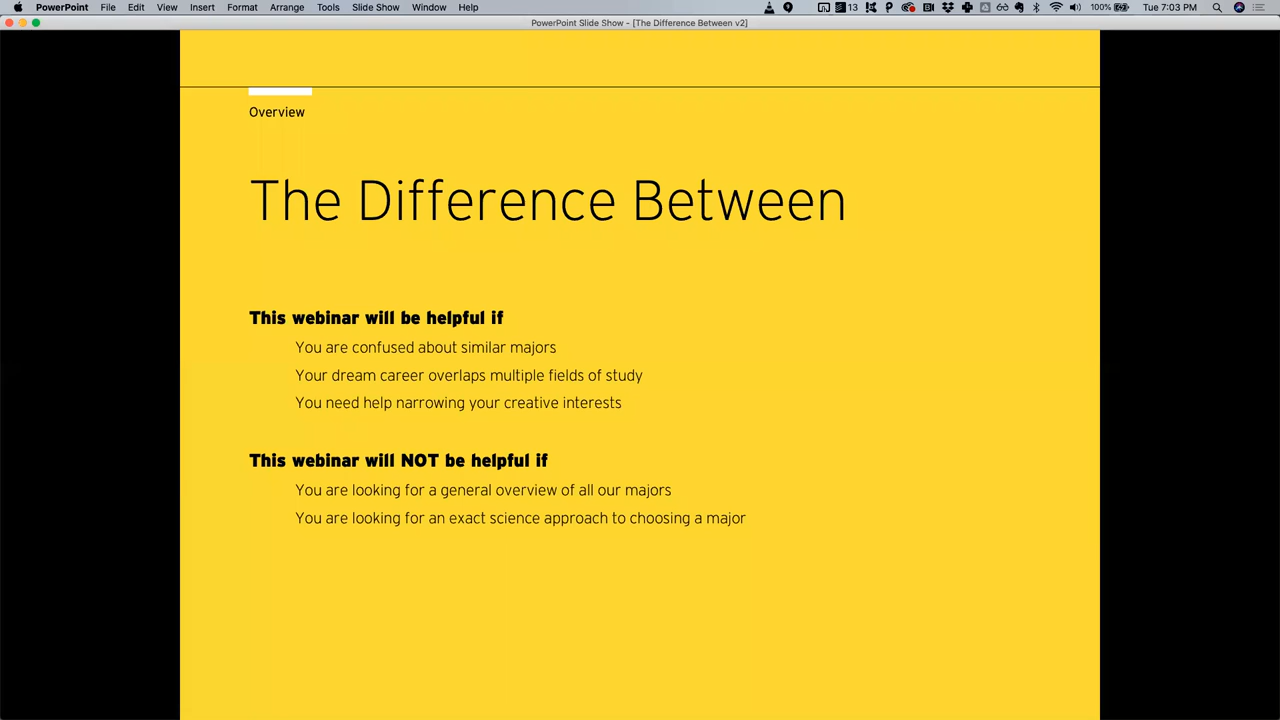 PowerPoint File Edit View Insert Format Arrange Tools Slide Show Window Help 13 100% Tue 7:03 PM
PowerPoint Slide Show - [The Difference Between v2]
Overview
The Difference Between
This webinar will be helpful if
You are confused about similar majors
Your dream career overlaps multiple fields of study
You need help narrowing your creative interests
This webinar will NOT be helpful if
You are looking for a general overview of all our majors
You are looking for an exact science approach to choosing a major